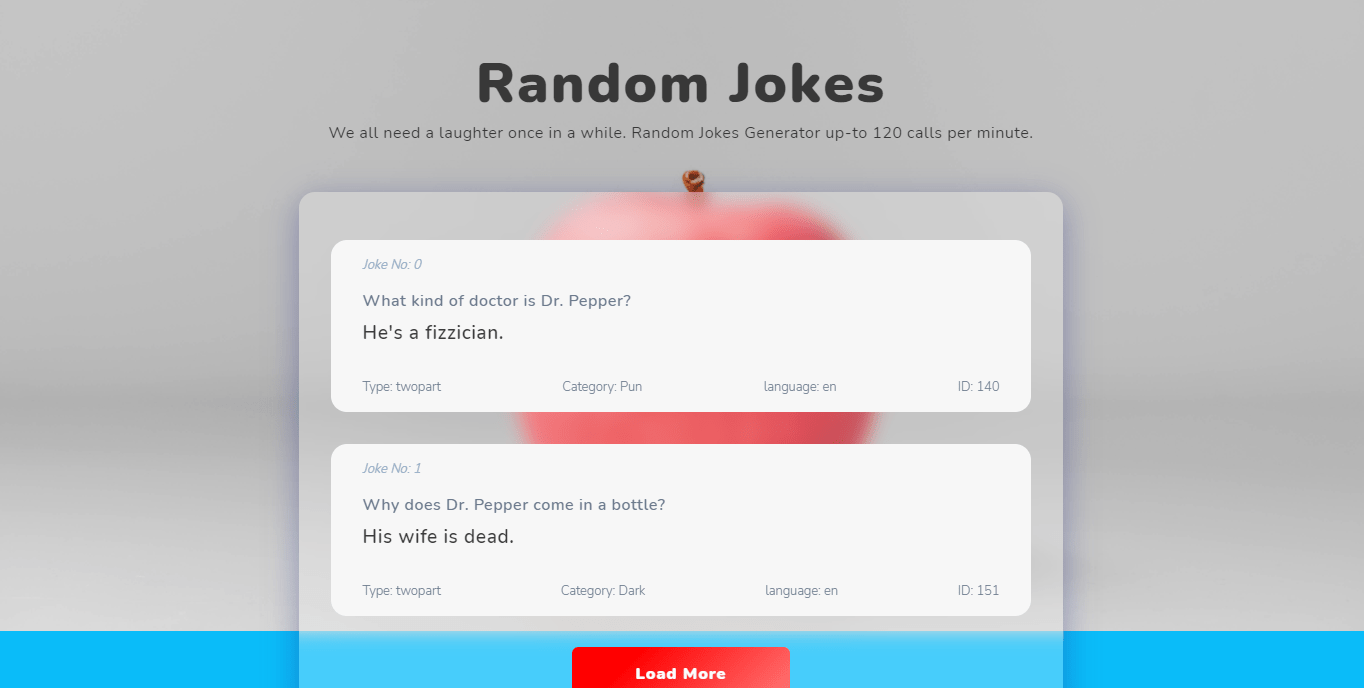 Random Jokes
We all need a laughter once in a while. Random Jokes Generator up-to 120 calls per minute.
Joke No: 0
What kind of doctor is Dr. Pepper?
He's a fizzician.
Type: twopart Category: Pun language: en ID: 140
Joke No: 1
Why does Dr. Pepper come in a bottle?
His wife is dead.
Type: twopart Category: Dark language: en ID: 151
Load More